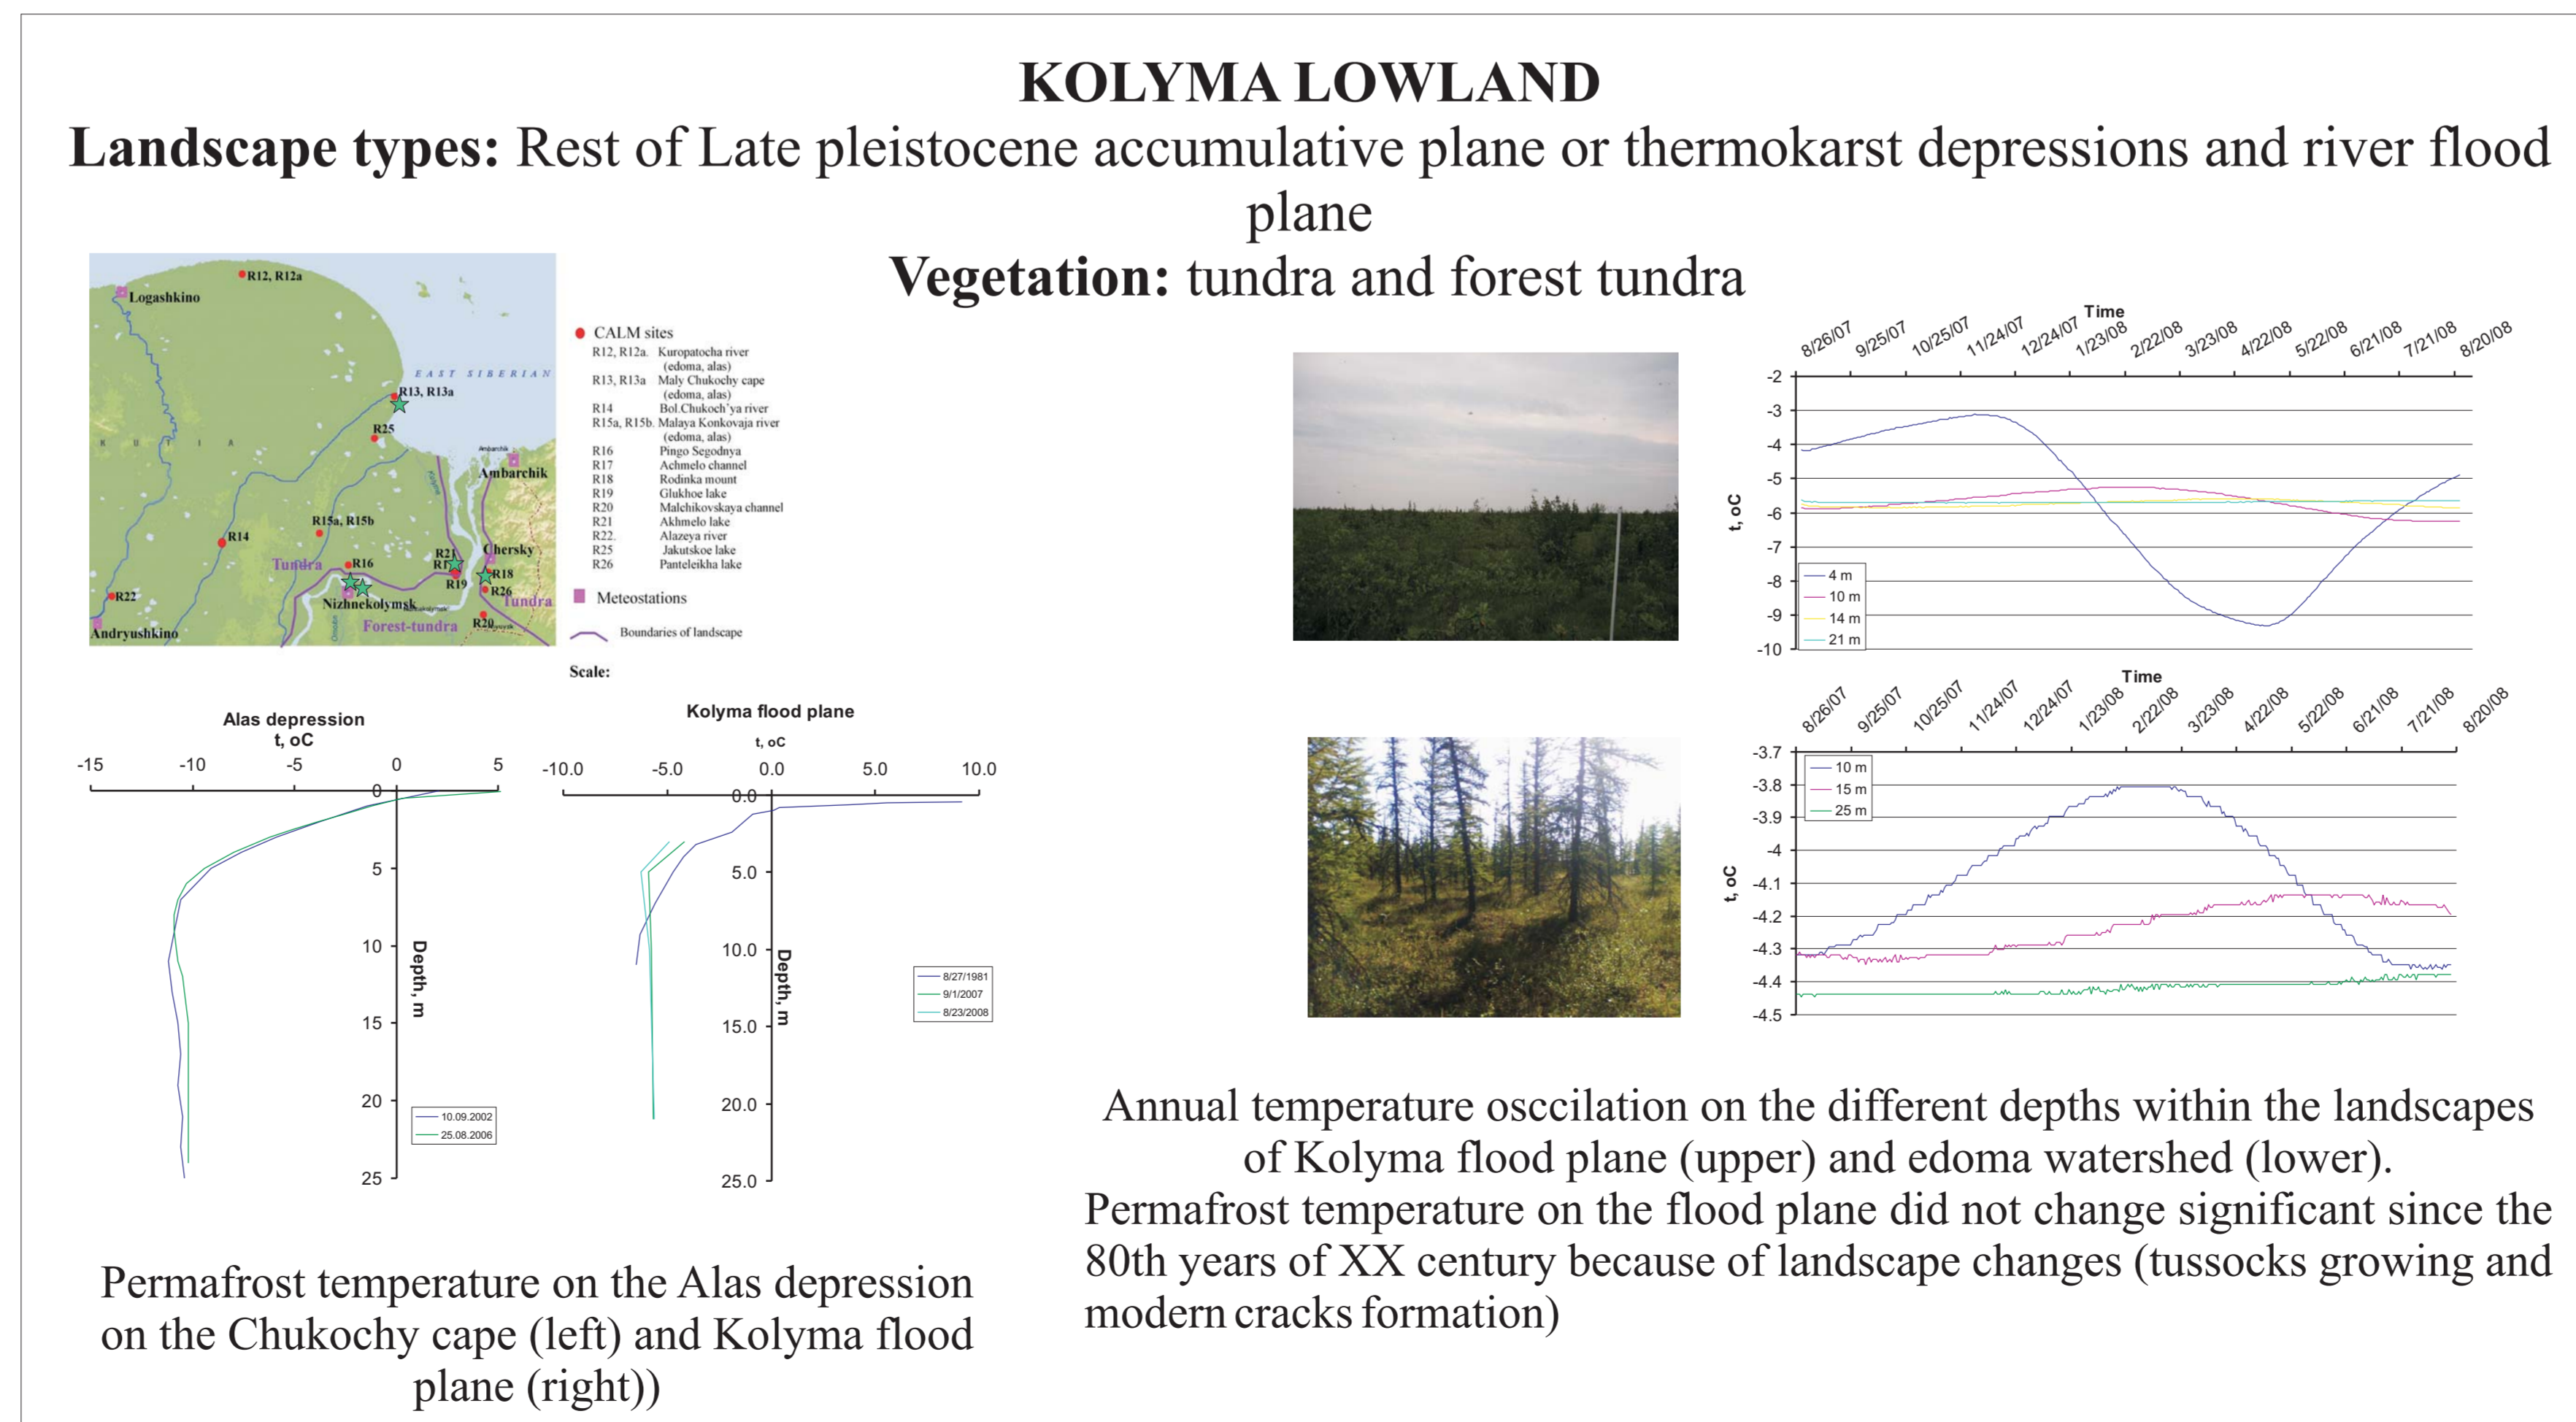 KOLYMA LOWLAND
Landscape types: Rest of Late pleistocene accumulative plane or thermokarst depressions and river flood
plane
Vegetation: tundra and forest tundra
R12, R12a
Logashkino
EAST SIBERIAN
R13, R13a
R25
K U T I A
Ambarchik
Ambarchik
Kolyma
R15a, R15b
R14
R21
Chersky
Tundra
R16
R18
R19
R26
Tundra
R22
Nizhnekolymsk
Forest-tundra
R20
Andryushkino
CALM sites
R12, R12a. Kuropatocha river
(edoma, alas)
R13, R13a Maly Chukochy cape
(edoma, alas)
R14 Bol.Chukoch'ya river
R15a, R15b. Malaya Konkovaja river
(edoma, alas)
R16 Pingo Segodnya
R17 Achmelo channel
R18 Rodinka mount
R19 Glukhoe lake
R20 Malchikovskaya channel
R21 Akhmelo lake
R22. Alazeya river
R25 Jakutskoe lake
R26 Panteleikha lake
Meteostations
Boundaries of landscape
Scale:
Alas depression
t, oC
-15 -10 -5 0 5
0
5
10
15
20
25
Depth, m
10.09.2002
25.08.2006
Kolyma flood plane
t, oC
-10.0 -5.0 0.0 5.0 10.0
0.0
5.0
10.0
15.0
20.0
25.0
Depth, m
8/27/1981
9/1/2007
8/23/2008
Permafrost temperature on the Alas depression
on the Chukochy cape (left) and Kolyma flood
plane (right))
Time
8/26/07 9/25/07 10/25/07 11/24/07 12/24/07 1/23/08 2/22/08 3/23/08 4/22/08 5/22/08 6/21/08 7/21/08 8/20/08
-2
-3
-4
-5
-6
-7
-8
-9
-10
t, oC
4 m
10 m
14 m
21 m
Time
8/26/07 9/25/07 10/25/07 11/24/07 12/24/07 1/23/08 2/22/08 3/23/08 4/22/08 5/22/08 6/21/08 7/21/08 8/20/08
-3.7
-3.8
-3.9
-4
-4.1
-4.2
-4.3
-4.4
-4.5
t, oC
10 m
15 m
25 m
Annual temperature osccilation on the different depths within the landscapes
of Kolyma flood plane (upper) and edoma watershed (lower).
Permafrost temperature on the flood plane did not change significant since the
80th years of XX century because of landscape changes (tussocks growing and
modern cracks formation)